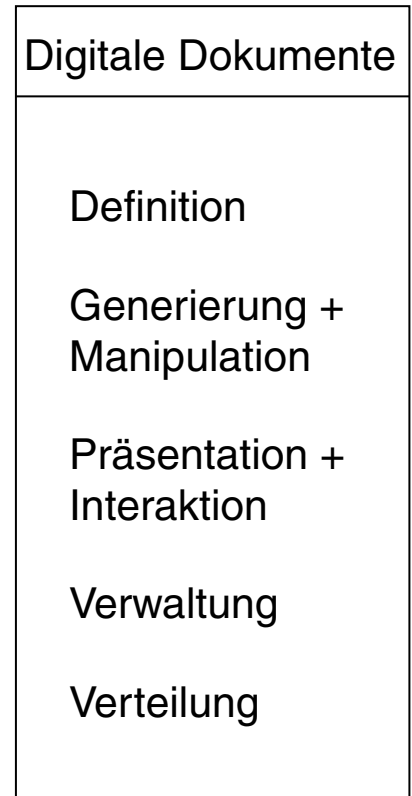 Digitale Dokumente
Definition
Generierung +
Manipulation
Präsentation +
Interaktion
Verwaltung
Verteilung